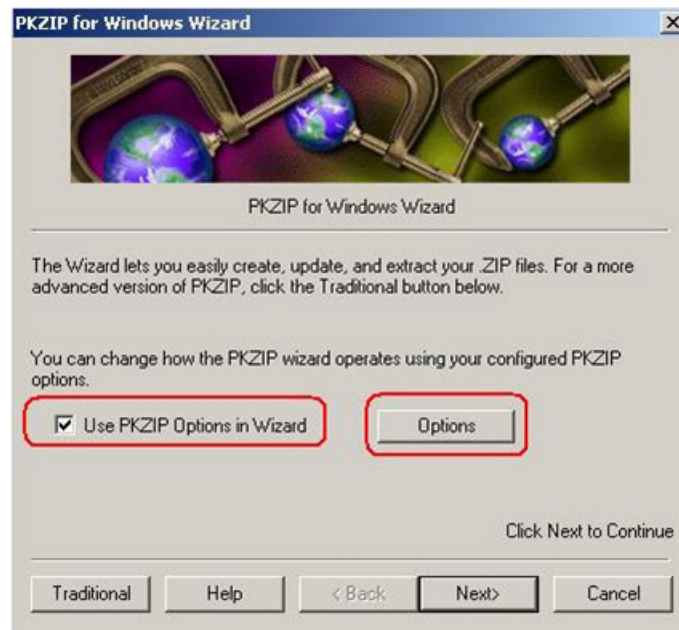 PKZIP for Windows Wizard
PKZIP for Windows Wizard
The Wizard lets you easily create, update, and extract your .ZIP files. For a more
advanced version of PKZIP, click the Traditional button below.
You can change how the PKZIP wizard operates using your configured PKZIP
options.
Use PKZIP Options in Wizard
Options
Click Next to Continue
Traditional Help < Back Next> Cancel